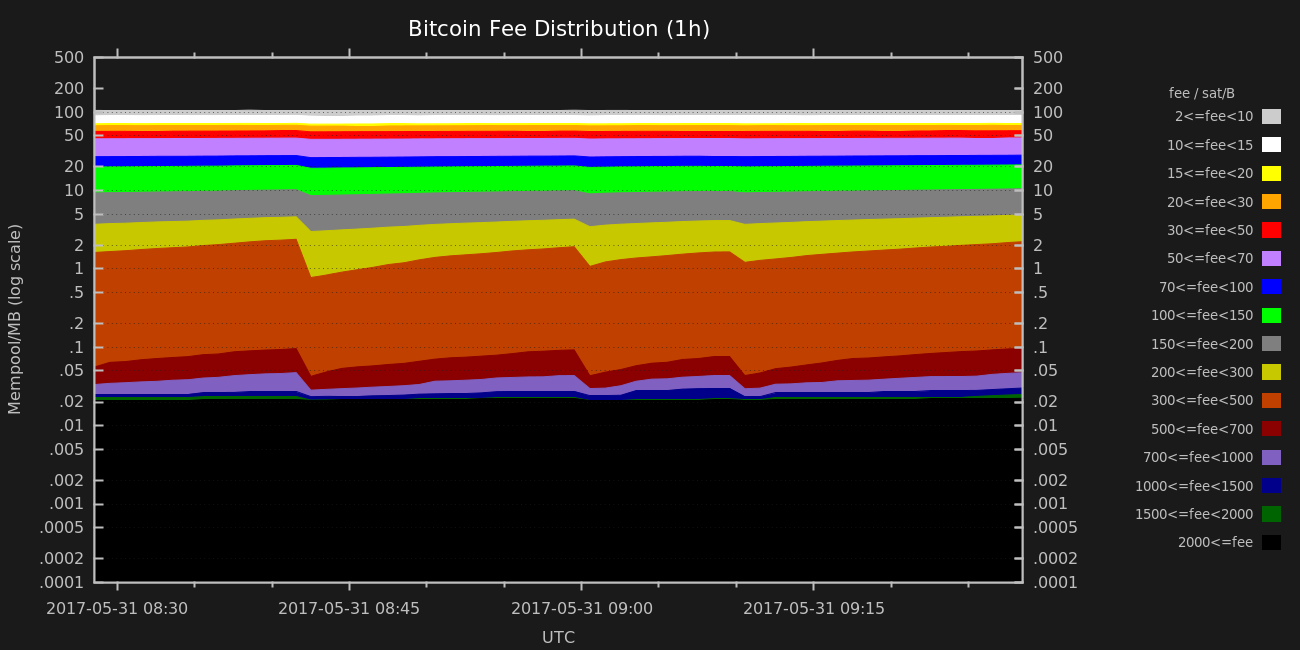 Bitcoin Fee Distribution (1h)
500 500
200 200
100 100
50 50
20 20
10 10
5 5
2 2
1 1
.5 .5
.2 .2
.1 .1
.05 .05
.02 .02
.01 .01
.005 .005
.002 .002
.001 .001
.0005 .0005
.0002 .0002
.0001 .0001
Mempool/MB (log scale)
2017-05-31 08:30 2017-05-31 08:45 2017-05-31 09:00 2017-05-31 09:15
UTC
fee / sat/B
2<=fee<10
10<=fee<15
15<=fee<20
20<=fee<30
30<=fee<50
50<=fee<70
70<=fee<100
100<=fee<150
150<=fee<200
200<=fee<300
300<=fee<500
500<=fee<700
700<=fee<1000
1000<=fee<1500
1500<=fee<2000
2000<=fee